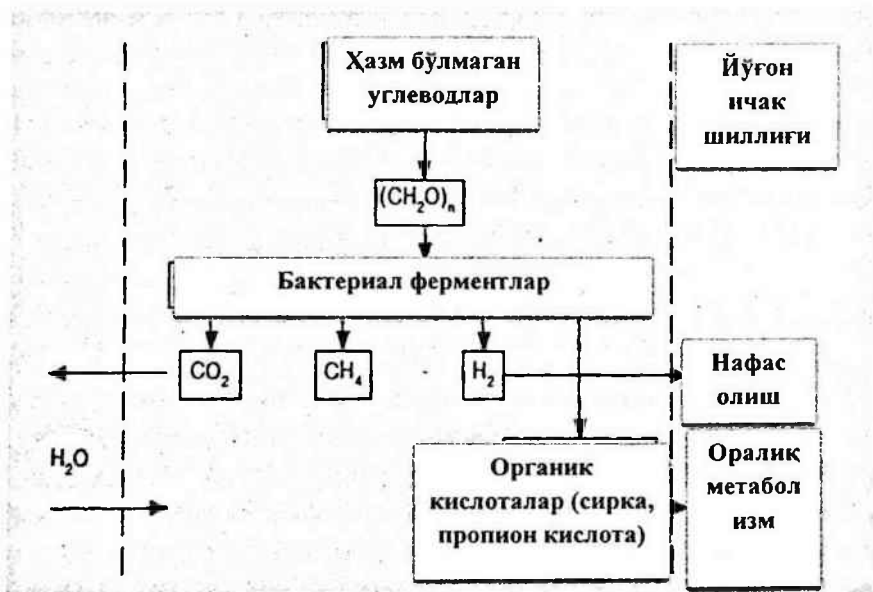 Ҳазм бўлмаган
углеводлар
Йўғон
ичак
шиллиғи
(CH₂O)ₙ
Бактериал ферментлар
CO₂
CH₄
H₂
Нафас
олиш
H₂O
Органик
кислоталар (сирка,
пропион кислота)
Оралиқ
метабол
изм